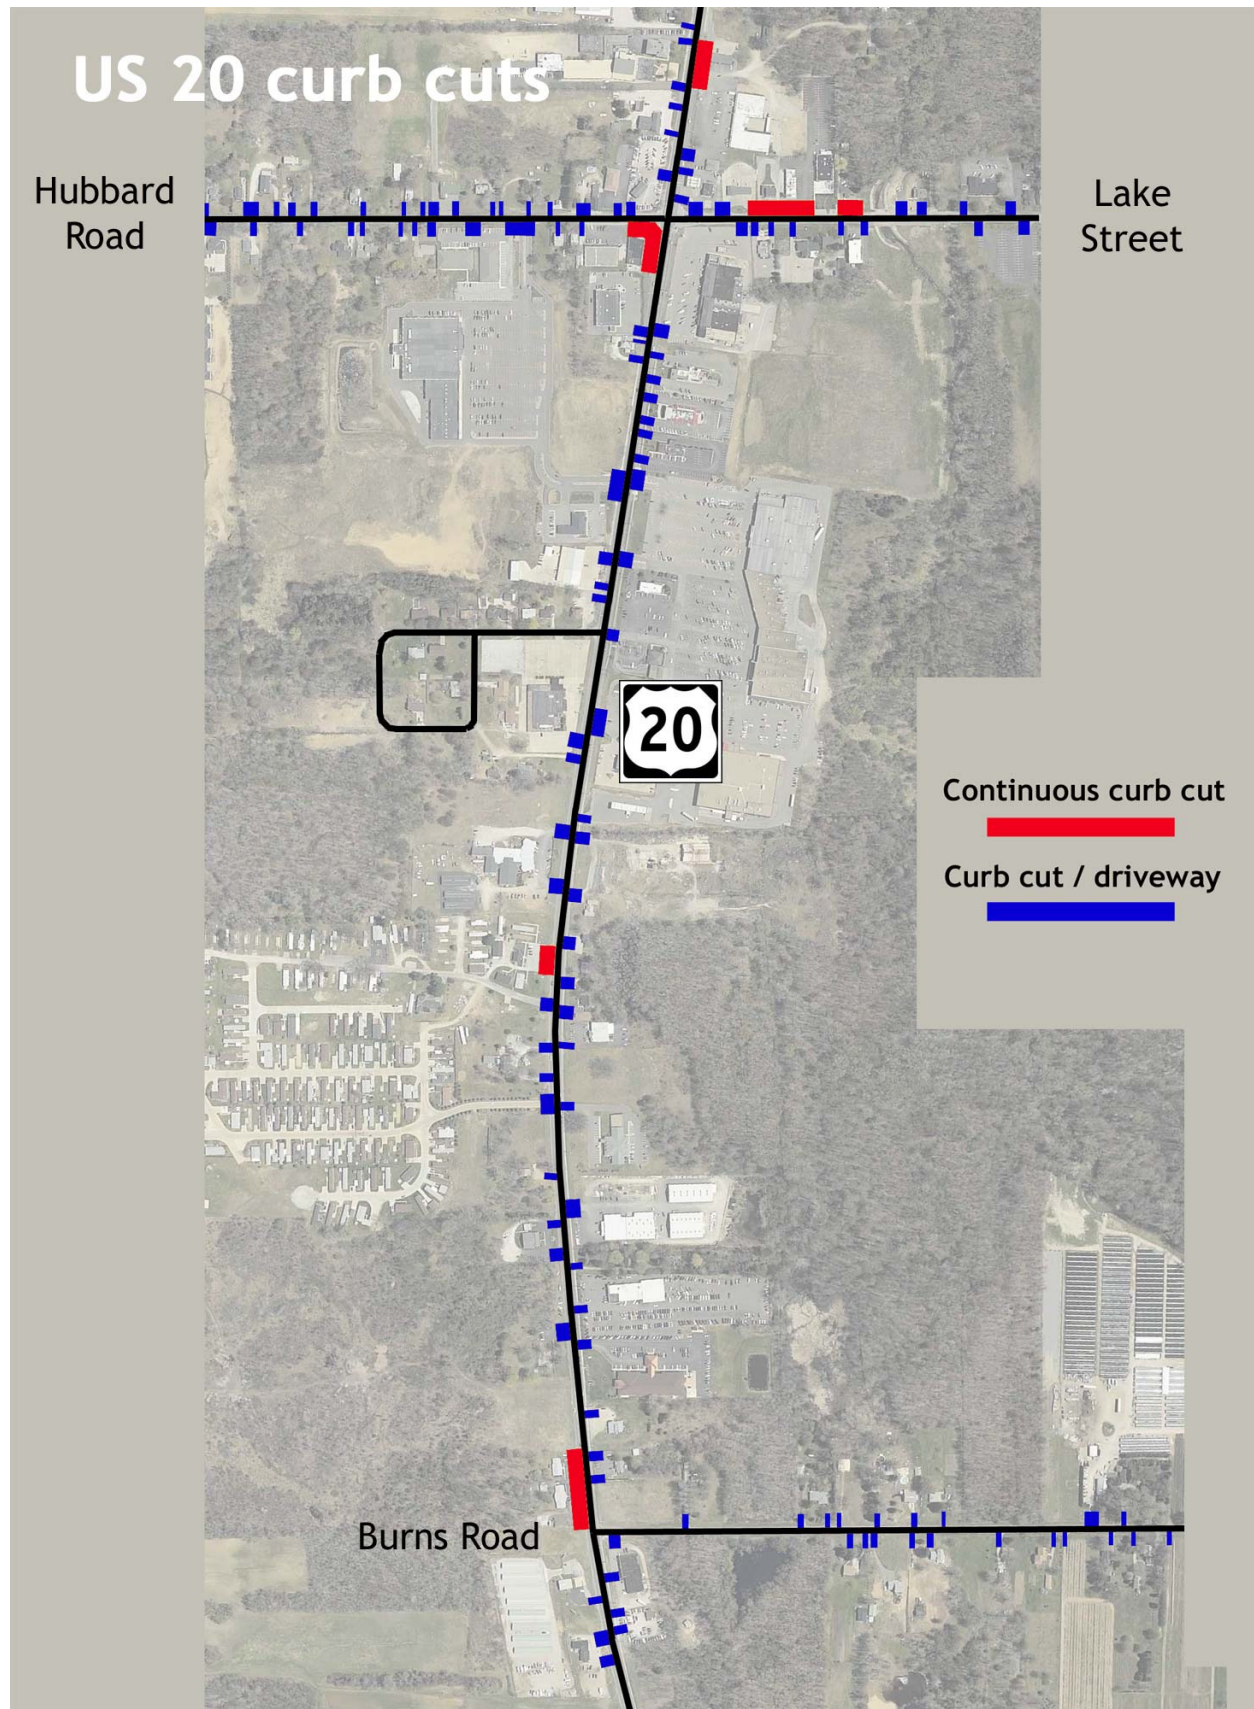 US 20 curb cuts
Hubbard
Road
Lake
Street
20
Continuous curb cut
Curb cut / driveway
Burns Road